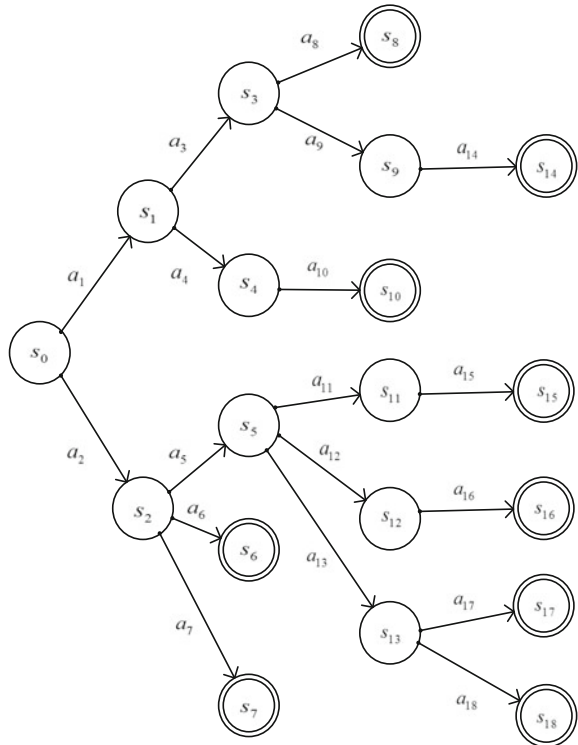 a₈
s₈
s₃
a₃
a₉
s₉
a₁₄
s₁₄
s₁
a₁
a₄
s₄
a₁₀
s₁₀
s₀
a₂
a₁₁
s₁₁
a₁₅
s₁₅
a₅
s₅
a₁₂
s₂
a₆
s₆
s₁₂
a₁₆
s₁₆
a₁₃
a₇
s₁₃
a₁₇
s₁₇
s₇
a₁₈
s₁₈